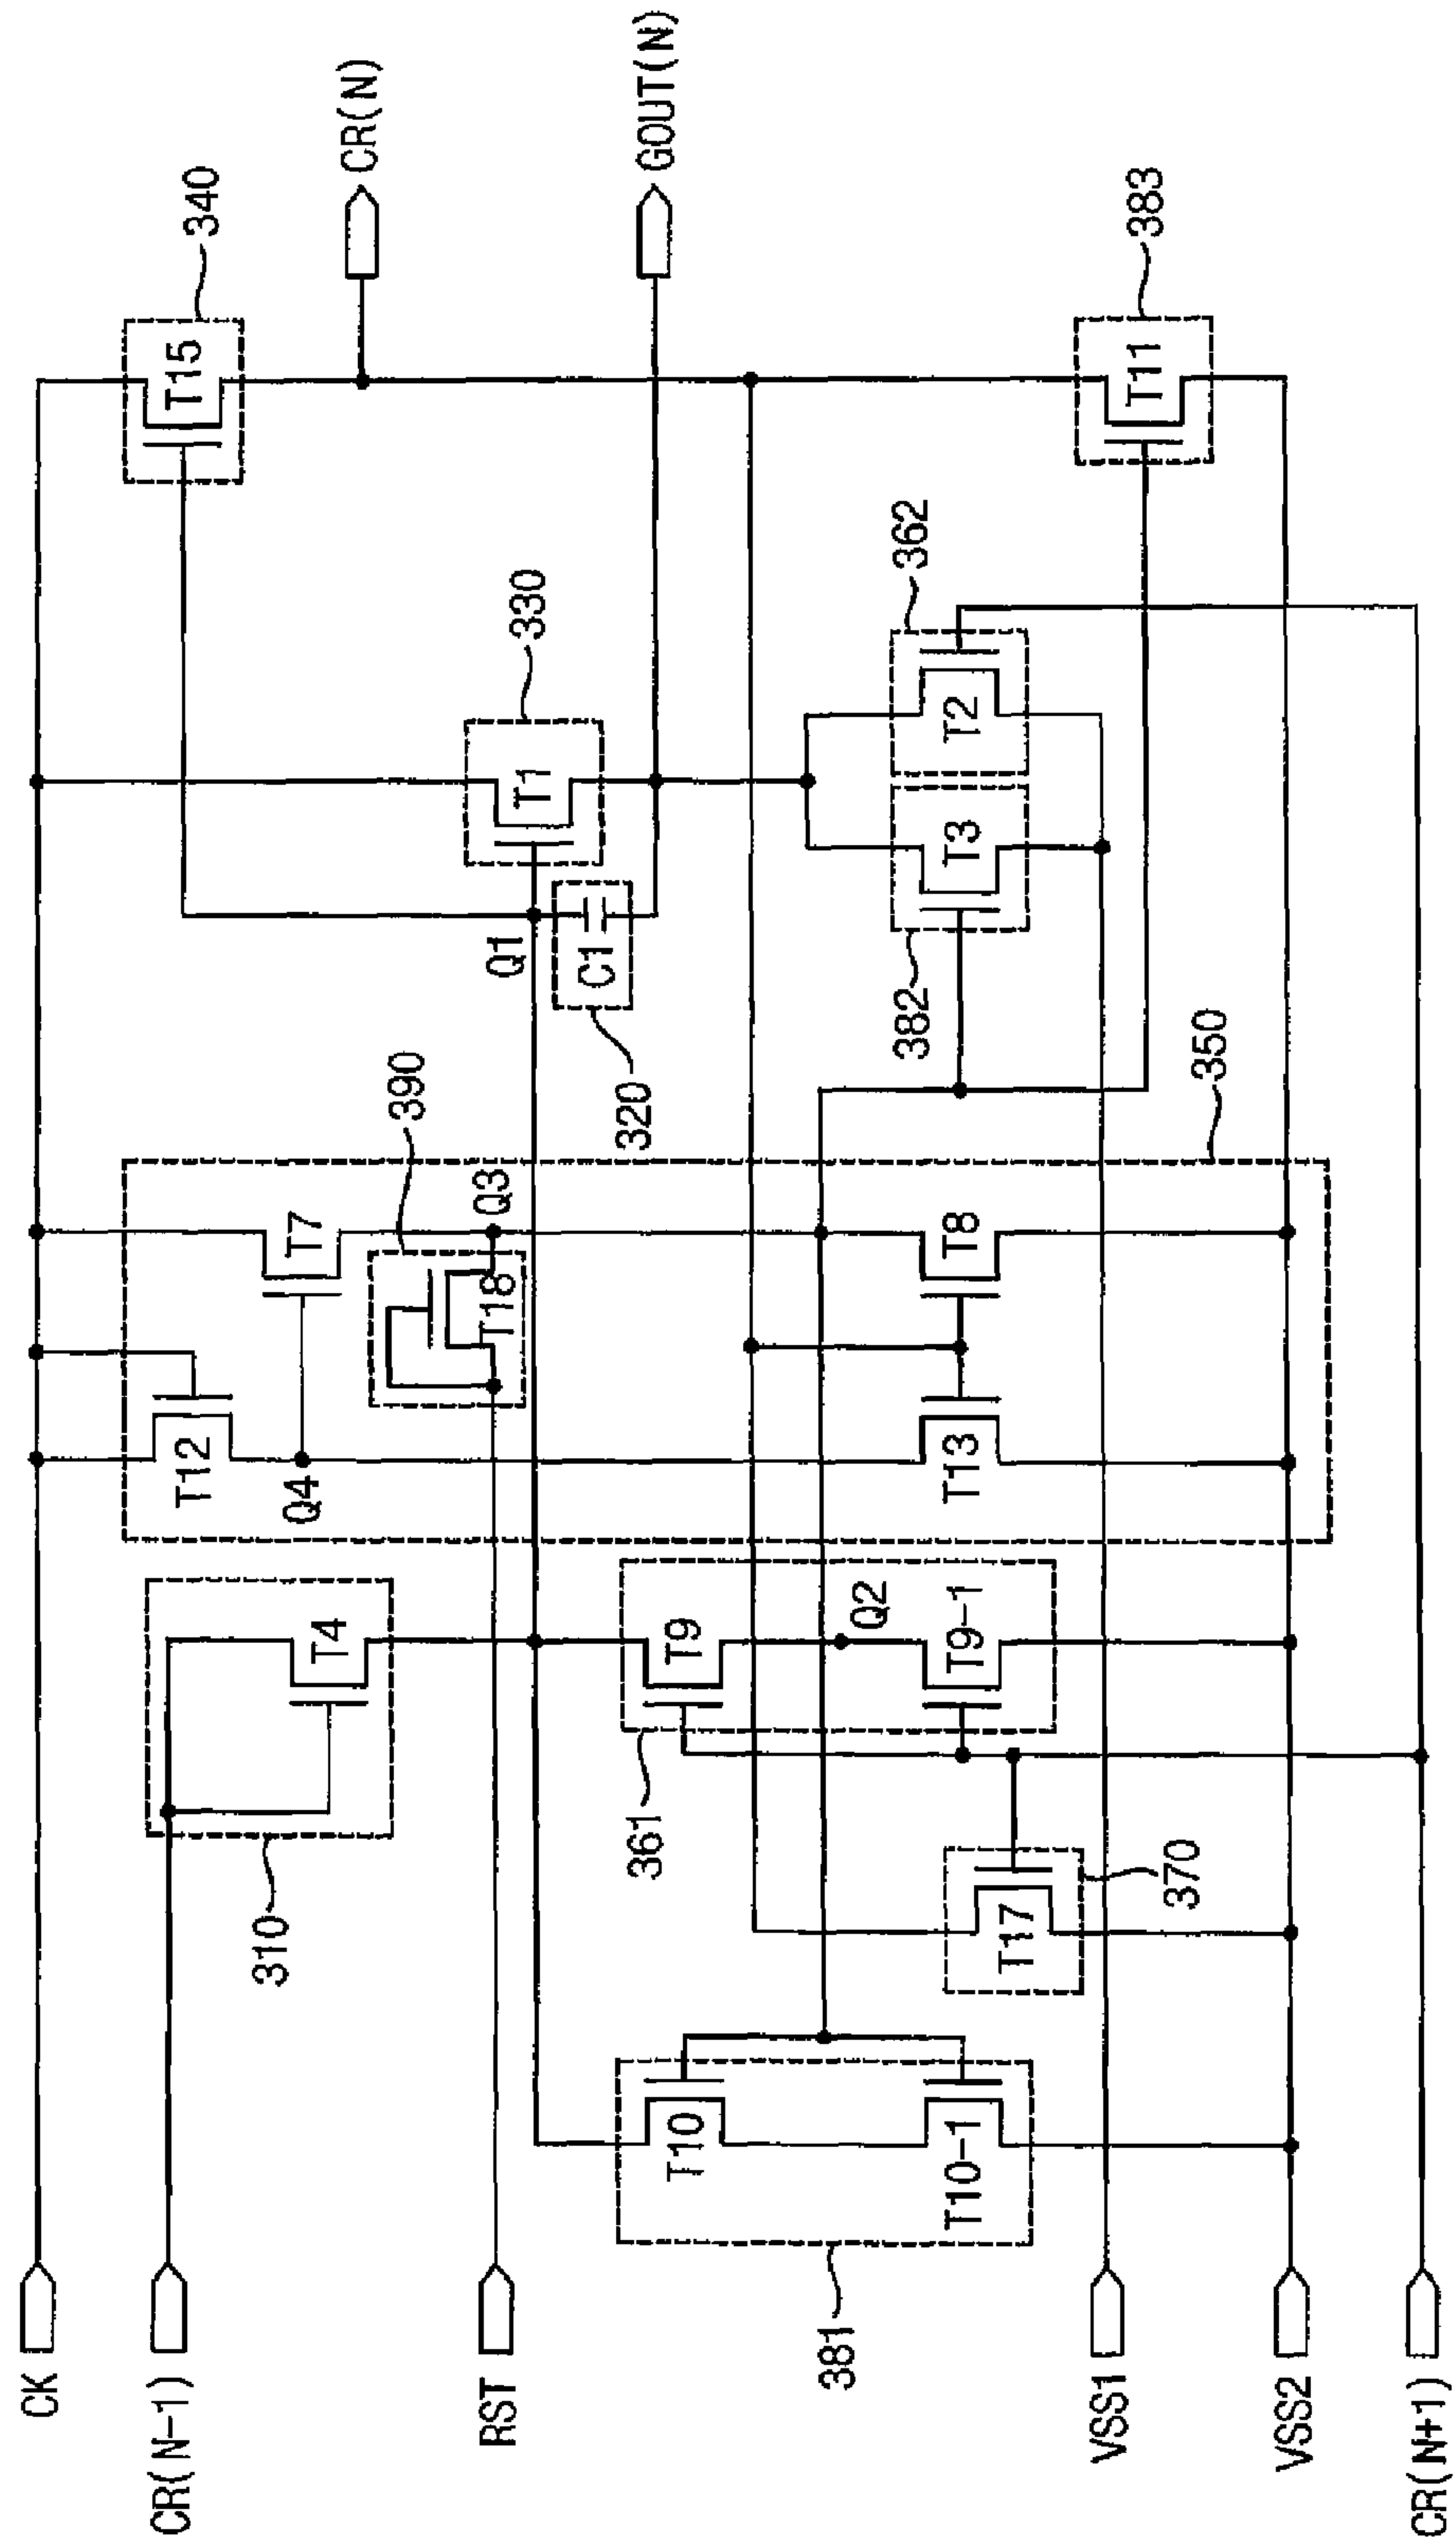 CK
CR(N-1)
RST
VSS1
VSS2
CR(N+1)
CR(N)
GOUT(N)
310
T4
T12
Q4
T7
390
T18
Q3
T13
T8
350
Q1
320
C1
330
T1
340
T15
381
T10
T10-1
361
T9
Q2
T9-1
370
T17
382
T3
362
T2
383
T11